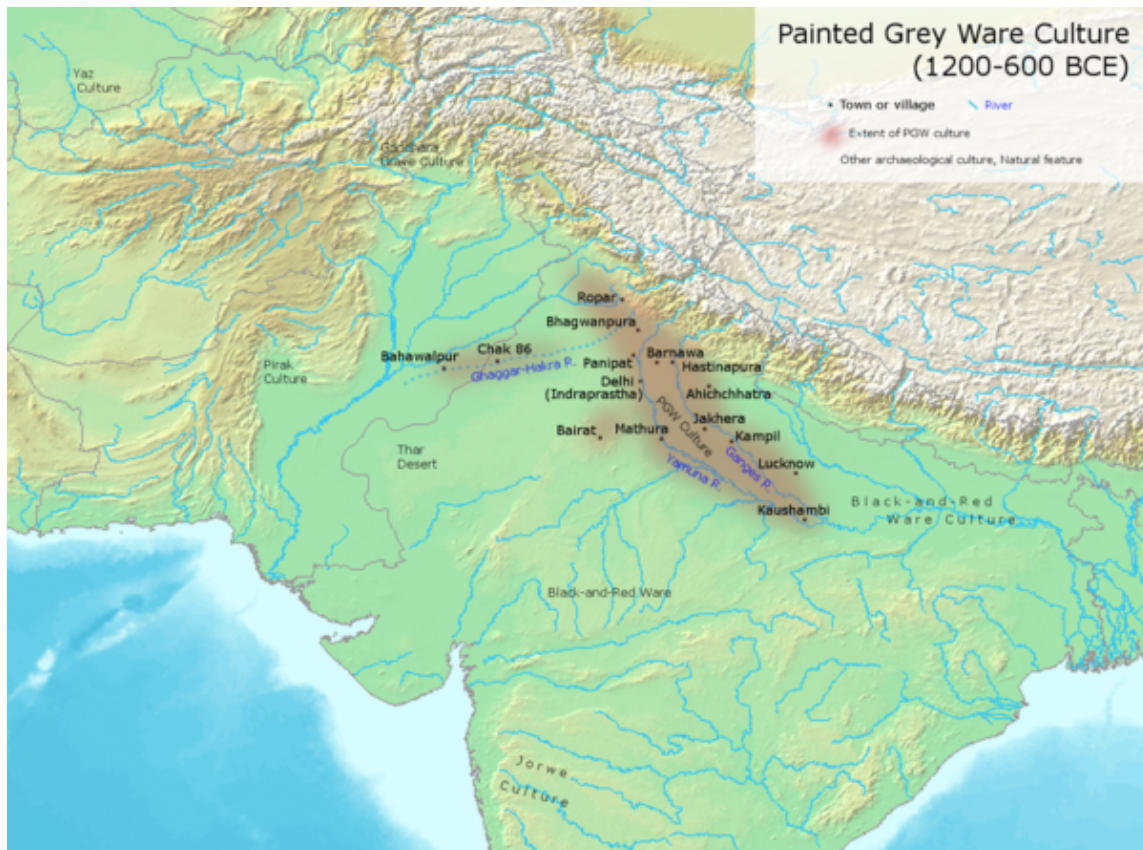 Painted Grey Ware Culture
(1200-600 BCE)
Town or village
River
Extent of PGW culture
Other archaeological culture, Natural feature
Yaz
Culture
Gandhara
Grave Culture
Ropar
Bhagwanpura
Bahawalpur
Chak 86
Ghaggar-Hakra R.
Panipat
Barnawa
Hastinapura
Delhi
(Indraprastha)
Ahichchhatra
Pirak
Culture
PGW Culture
Jakhera
Bairat
Mathura
Kampil
Thar
Desert
Yamuna R.
Ganges R.
Lucknow
Kaushambi
Black-and-Red
Ware Culture
Black-and-Red Ware
Jorwe
Culture